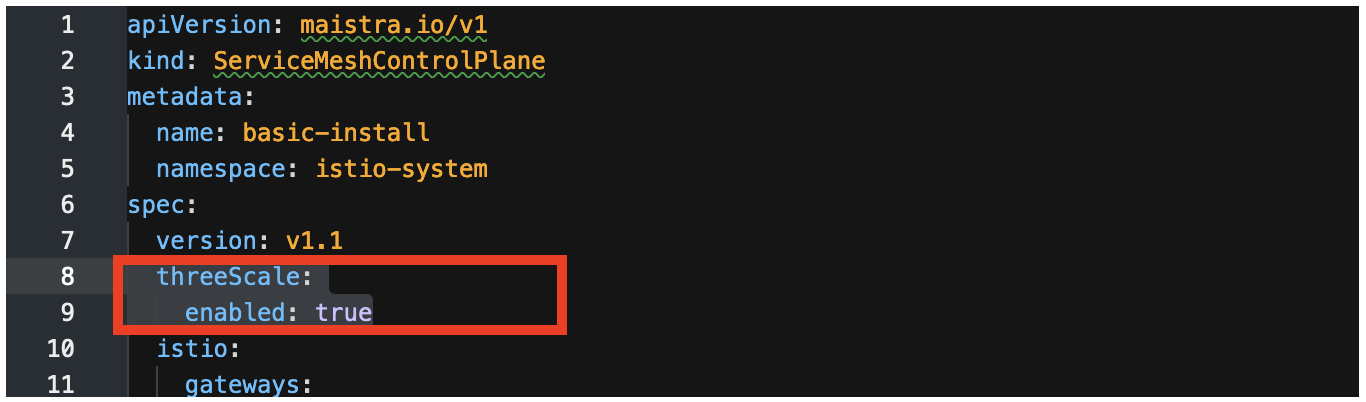 1 apiVersion: maistra.io/v1
2 kind: ServiceMeshControlPlane
3 metadata:
4   name: basic-install
5   namespace: istio-system
6 spec:
7   version: v1.1
8   threeScale:
9     enabled: true
10   istio:
11     gateways: